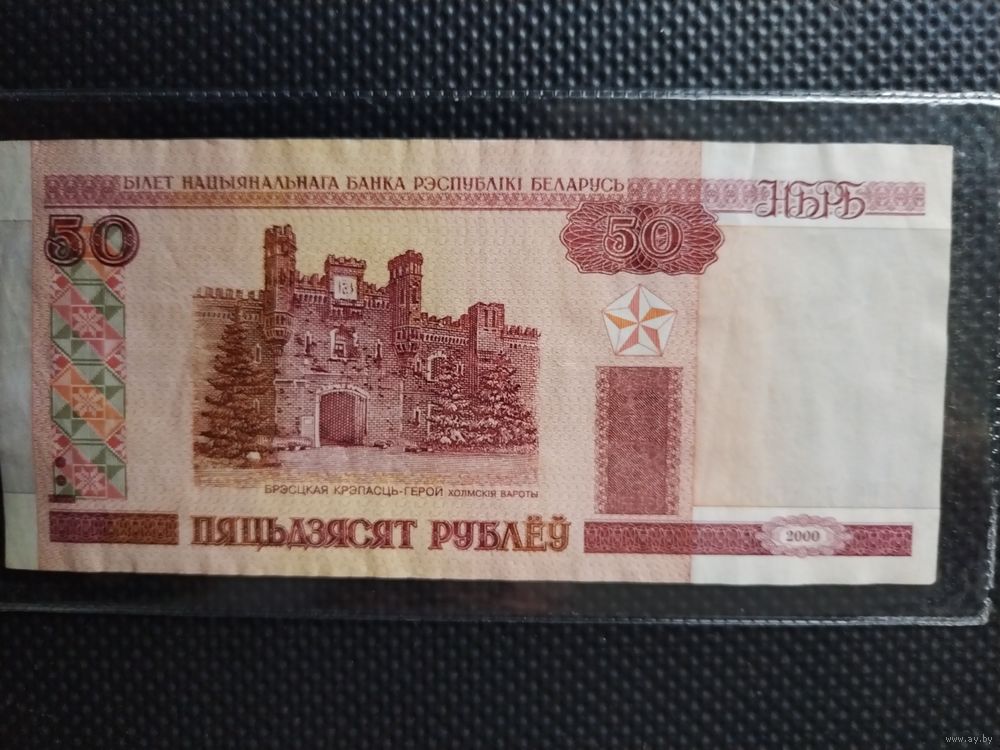 БІЛЕТ НАЦЫЯНАЛЬНАГА БАНКА РЭСПУБЛІКІ БЕЛАРУСЬ
НБРБ
50
50
БРЭСЦКАЯ КРЭПАСЦЬ-ГЕРОЙ ХОЛМСКІЯ ВАРОТЫ
ПЯЦЬДЗЯСЯТ РУБЛЁЎ
2000
www.ay.by